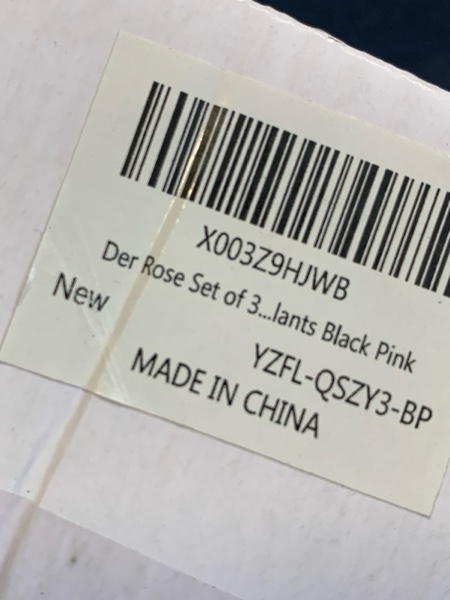 X003Z9HJWB
Der Rose Set of 3...lants Black Pink
New
YZFL-QSZY3-BP
MADE IN CHINA